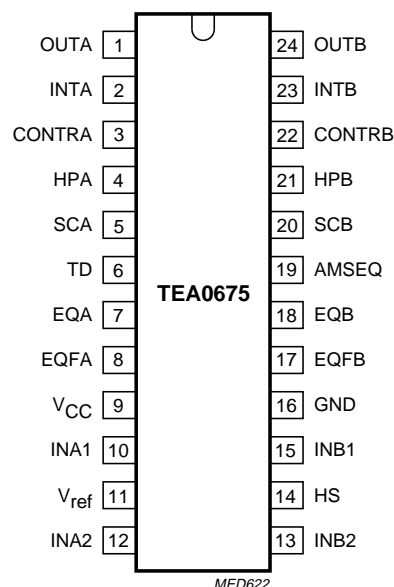 OUTA 1 24 OUTB
INTA 2 23 INTB
CONTRA 3 22 CONTRB
HPA 4 21 HPB
SCA 5 20 SCB
TD 6 19 AMSEQ
TEA0675
EQA 7 18 EQB
EQFA 8 17 EQFB
VCC 9 16 GND
INA1 10 15 INB1
Vref 11 14 HS
INA2 12 13 INB2
MED622